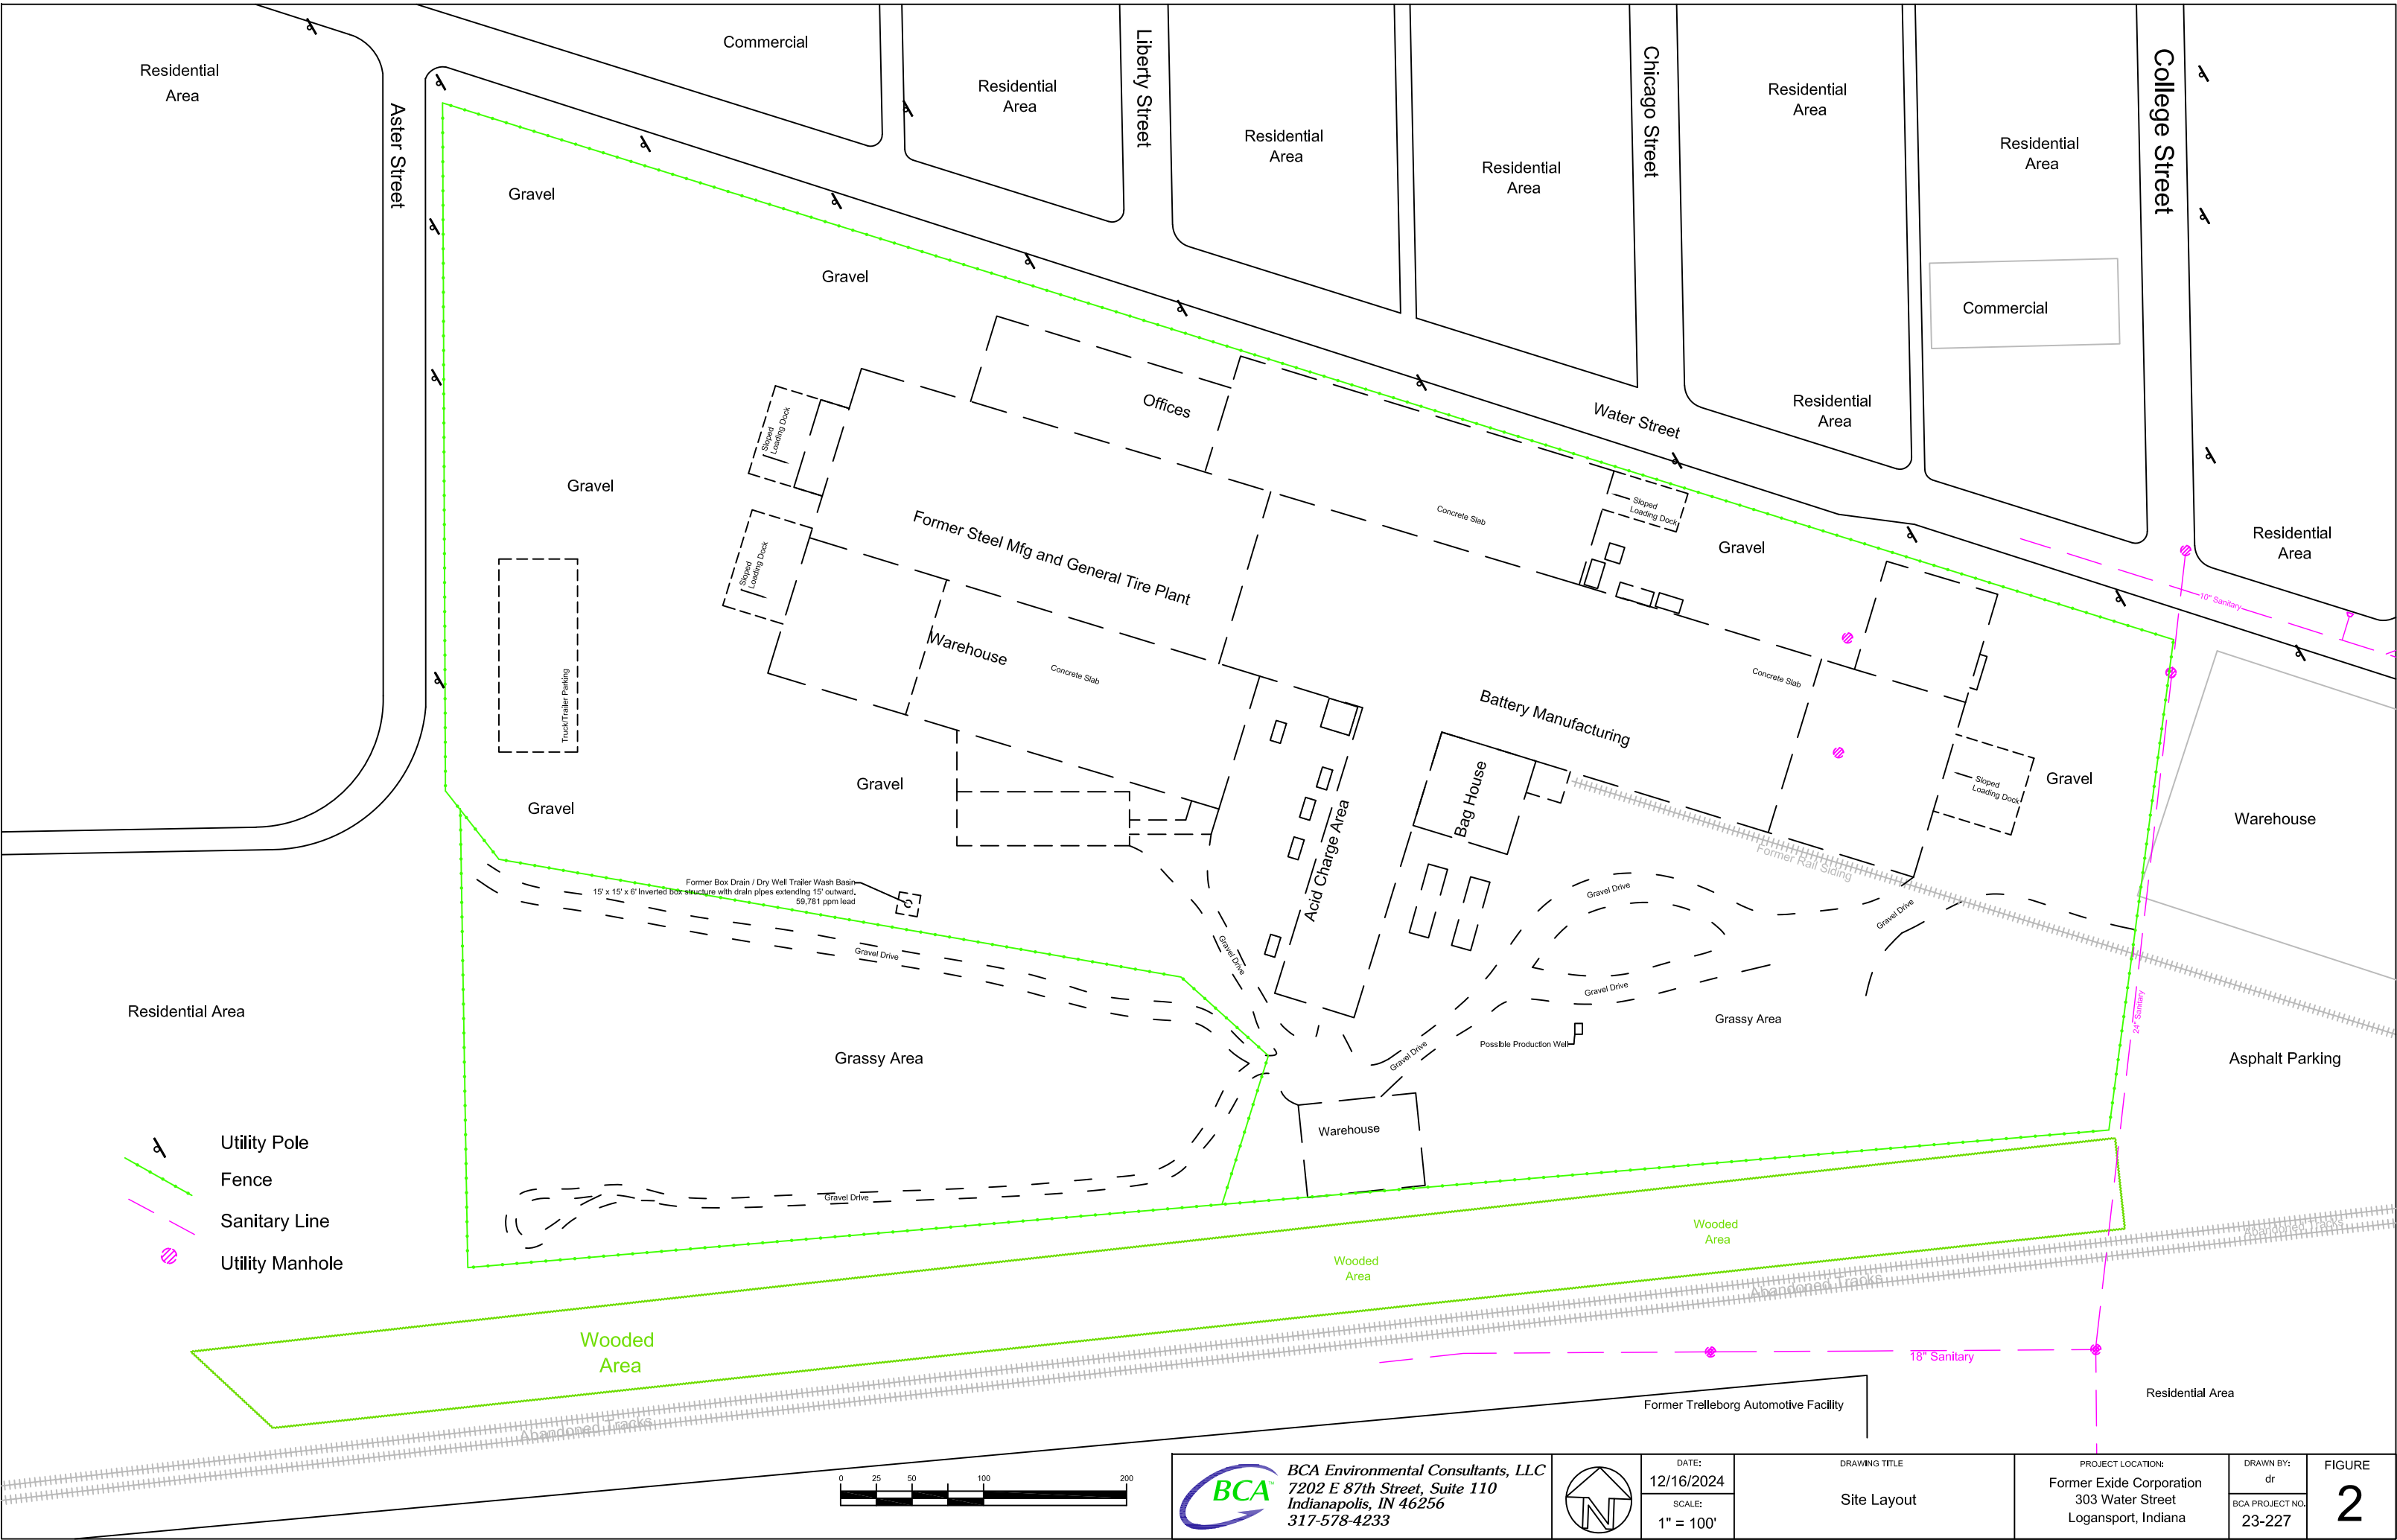 Residential
Area
Commercial
Residential
Area
Liberty Street
Residential
Area
Chicago Street
Residential
Area
Residential
Area
Residential
Area
College Street
Aster Street
Gravel
Gravel
Commercial
Residential
Area
Water Street
Offices
Sloped
Loading Dock
Gravel
Former Steel Mfg and General Tire Plant
Concrete Slab
Sloped
Loading Dock
Gravel
Residential
Area
10" Sanitary
Sloped
Loading Dock
Warehouse
Concrete Slab
Truck/Trailer Parking
Battery Manufacturing
Concrete Slab
Gravel
Gravel
Bag House
Acid Charge Area
Sloped
Loading Dock
Gravel
Warehouse
Former Rail Siding
Former Box Drain / Dry Well Trailer Wash Basin
15' x 15' x 6' Inverted box structure with drain pipes extending 15' outward.
59,781 ppm lead
Gravel Drive
Gravel Drive
Gravel Drive
Gravel Drive
Gravel Drive
Gravel Drive
Gravel Drive
24" Sanitary
Residential Area
Grassy Area
Grassy Area
Possible Production Well
Asphalt Parking
Warehouse
Utility Pole
Fence
Sanitary Line
Utility Manhole
Wooded
Area
Wooded
Area
Wooded
Area
Abandoned Tracks
Abandoned Tracks
Abandoned Tracks
18" Sanitary
Residential Area
Former Trelleborg Automotive Facility
0 25 50 100 200
BCA
BCA Environmental Consultants, LLC
7202 E 87th Street, Suite 110
Indianapolis, IN 46256
317-578-4233
N
DATE:
12/16/2024
SCALE:
1" = 100'
DRAWING TITLE
Site Layout
PROJECT LOCATION:
Former Exide Corporation
303 Water Street
Logansport, Indiana
DRAWN BY:
dr
BCA PROJECT NO.
23-227
FIGURE
2